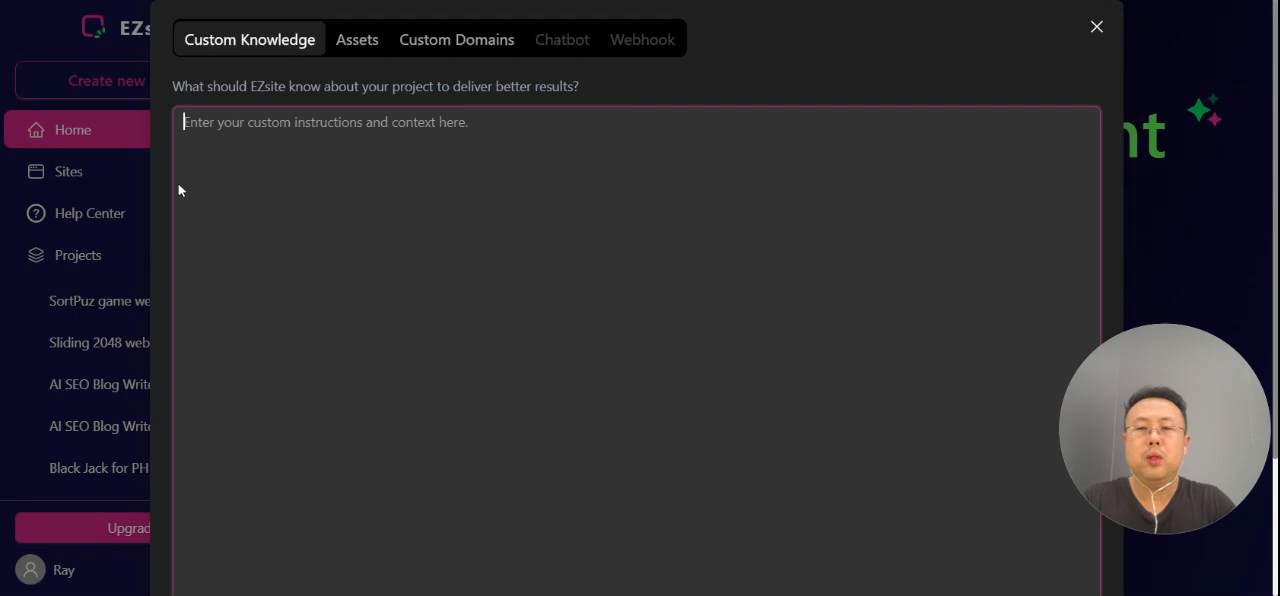 EZs
Create new
Home
Sites
Help Center
Projects
SortPuz game we
Sliding 2048 web
AI SEO Blog Write
AI SEO Blog Write
Black Jack for PH
Upgrad
Ray
Custom Knowledge Assets Custom Domains Chatbot Webhook
What should EZsite know about your project to deliver better results?
Enter your custom instructions and context here.
nt